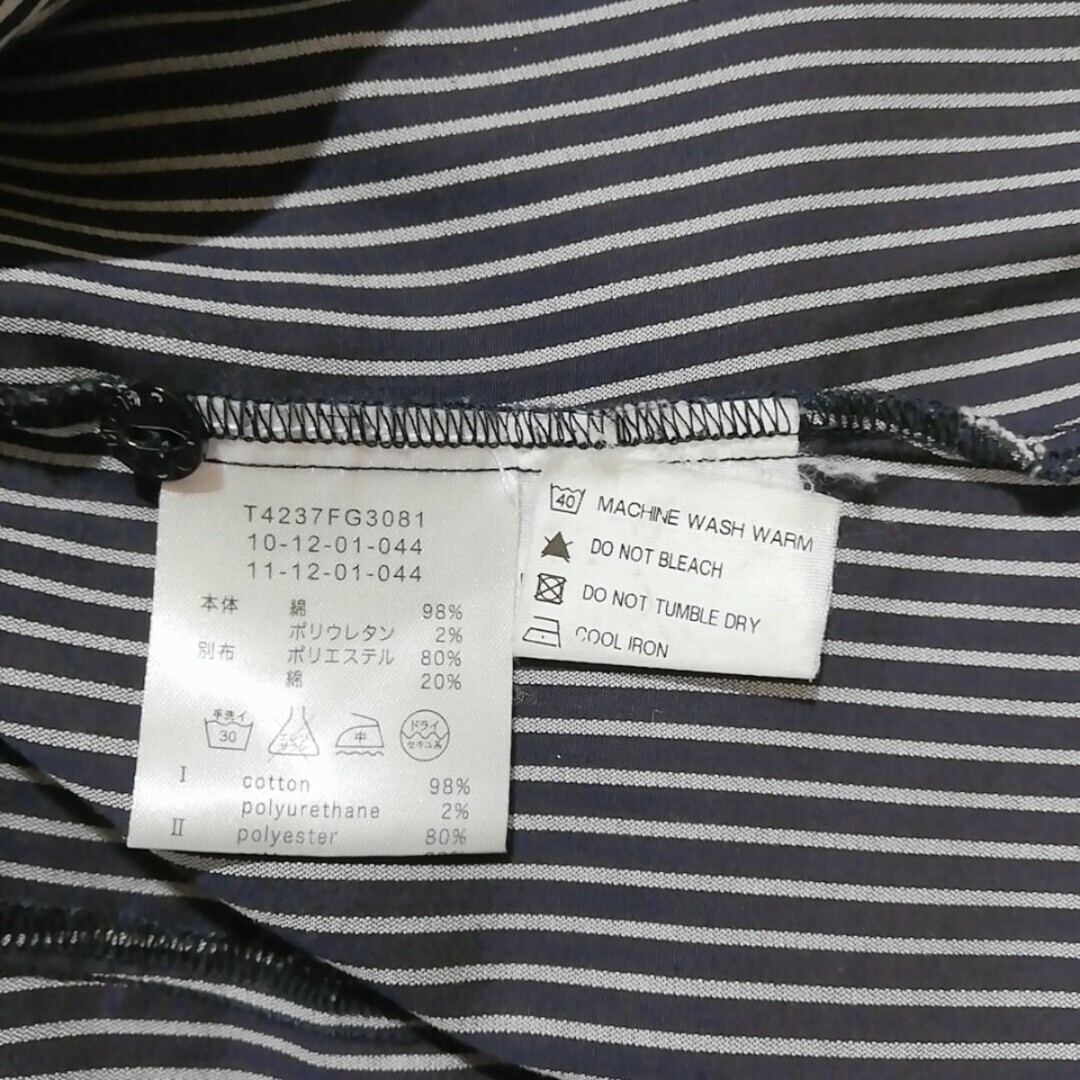 T4237FG3081
10-12-01-044
11-12-01-044
本体 綿 98%
ポリウレタン 2%
別布 ポリエステル 80%
綿 20%
手洗イ 30
中
ドライ セキユ系
I cotton 98%
polyurethane 2%
II polyester 80%
40 MACHINE WASH WARM
DO NOT BLEACH
DO NOT TUMBLE DRY
COOL IRON